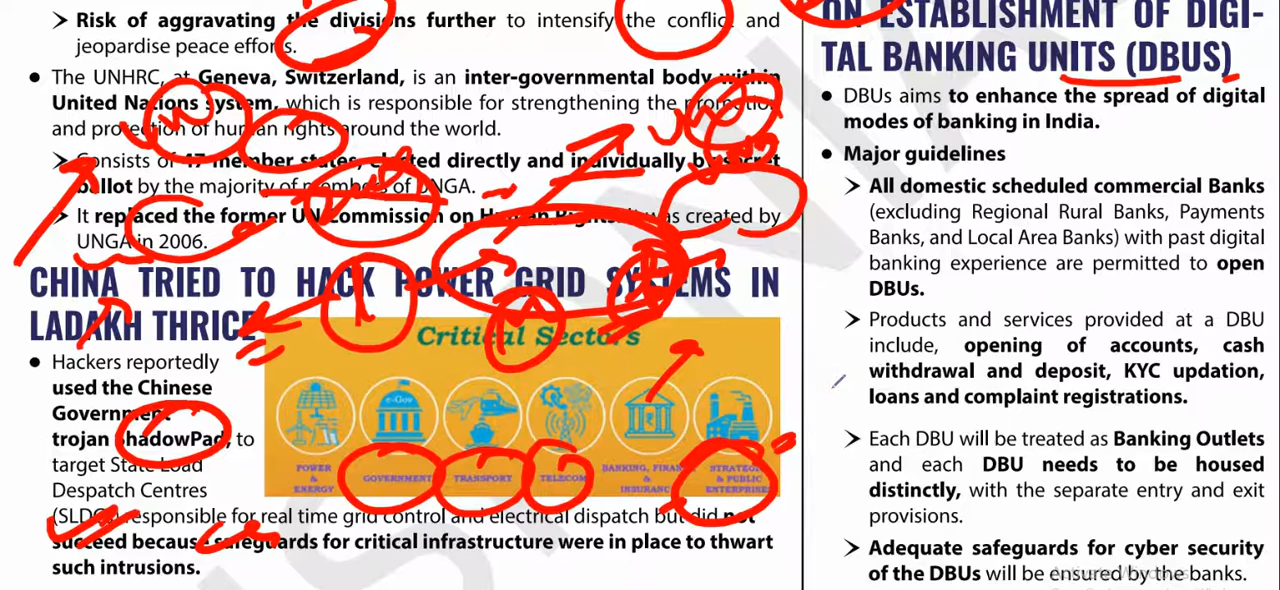 ➤ Risk of aggravating the divisions further to intensify the conflict and
jeopardise peace efforts.
● The UNHRC, at Geneva, Switzerland, is an inter-governmental body within
United Nations system, which is responsible for strengthening the promotion
and protection of human rights around the world.
➤ Consists of 47 member states, elected directly and individually by secret
ballot by the majority of members of UNGA.
➤ It replaced the former UN Commission on Human Rights. It was created by
UNGA in 2006.
CHINA TRIED TO HACK POWER GRID SYSTEMS IN
LADAKH THRICE
● Hackers reportedly
used the Chinese
Government
trojan ShadowPad, to
target State Load
Despatch Centres
(SLDCs) responsible for real time grid control and electrical dispatch but did not
succeed because safeguards for critical infrastructure were in place to thwart
such intrusions.
Critical Sectors
e-Gov
POWER
&
ENERGY
GOVERNMENT
TRANSPORT
TELECOM
BANKING, FINANCE
&
INSURANCE
STRATEGIC
& PUBLIC
ENTERPRISES
ON ESTABLISHMENT OF DIGI-
TAL BANKING UNITS (DBUS)
● DBUs aims to enhance the spread of digital
modes of banking in India.
● Major guidelines
➤ All domestic scheduled commercial Banks
(excluding Regional Rural Banks, Payments
Banks, and Local Area Banks) with past digital
banking experience are permitted to open
DBUs.
➤ Products and services provided at a DBU
include, opening of accounts, cash
withdrawal and deposit, KYC updation,
loans and complaint registrations.
➤ Each DBU will be treated as Banking Outlets
and each DBU needs to be housed
distinctly, with the separate entry and exit
provisions.
➤ Adequate safeguards for cyber security
of the DBUs will be ensured by the banks.
Activate Windows